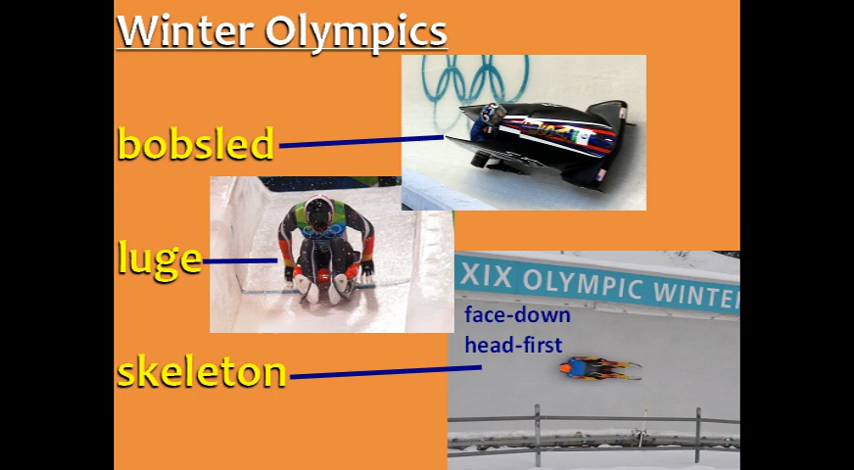 Winter Olympics
bobsled
luge
XIX OLYMPIC WINTER
face-down
head-first
skeleton